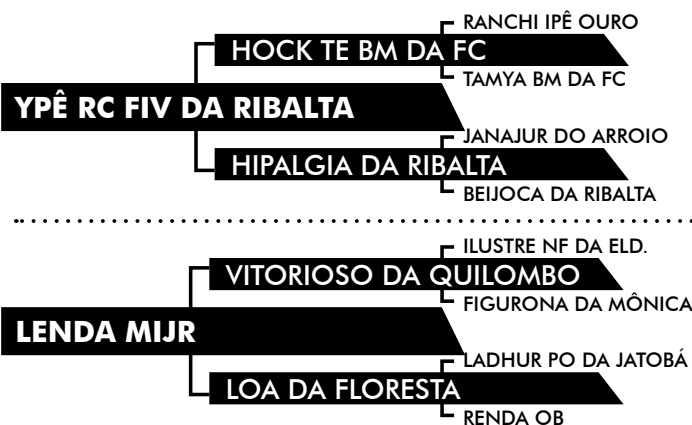 RANCHI IPÊ OURO
HOCK TE BM DA FC
TAMYA BM DA FC
YPÊ RC FIV DA RIBALTA
JANAJUR DO ARROIO
HIPALGIA DA RIBALTA
BEIJOCA DA RIBALTA
ILUSTRE NF DA ELD.
VITORIOSO DA QUILOMBO
FIGURONA DA MÔNICA
LENDA MIJR
LADHUR PO DA JATOBÁ
LOA DA FLORESTA
RENDA OB